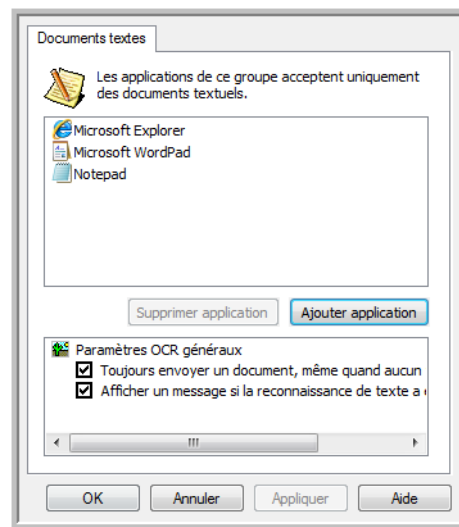 Documents textes
Les applications de ce groupe acceptent uniquement
des documents textuels.
Microsoft Explorer
Microsoft WordPad
Notepad
Supprimer application
Ajouter application
Paramètres OCR généraux
Toujours envoyer un document, même quand aucun
Afficher un message si la reconnaissance de texte a
OK
Annuler
Appliquer
Aide